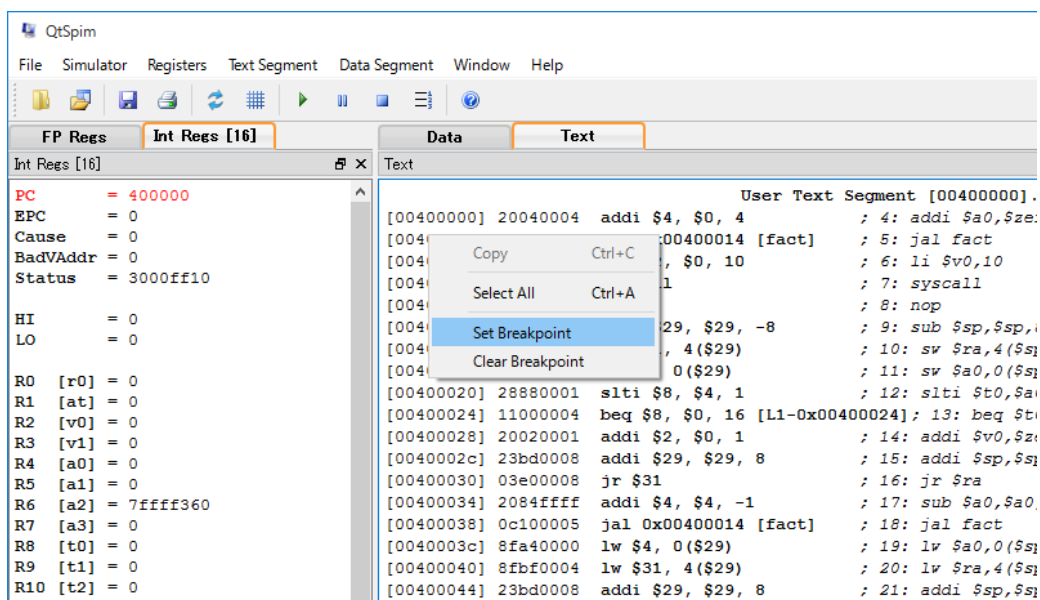 QtSpim
File Simulator Registers Text Segment Data Segment Window Help
FP Regs Int Regs [16] Data Text
Int Regs [16] Text
PC = 400000
EPC = 0
Cause = 0
BadVAddr = 0
Status = 3000ff10
HI = 0
LO = 0
R0 [r0] = 0
R1 [at] = 0
R2 [v0] = 0
R3 [v1] = 0
R4 [a0] = 0
R5 [a1] = 0
R6 [a2] = 7ffff360
R7 [a3] = 0
R8 [t0] = 0
R9 [t1] = 0
R10 [t2] = 0
User Text Segment [00400000].
[00400000] 20040004 addi $4, $0, 4 ; 4: addi $a0,$ze
[004 00400014 [fact] ; 5: jal fact
[004 , $0, 10 ; 6: li $v0,10
[004 ; 7: syscall
[004 ; 8: nop
[004 $29, $29, -8 ; 9: sub $sp,$sp,
[004 , 4($29) ; 10: sw $ra,4($sp
[004 0($29) ; 11: sw $a0,0($sp
[00400020] 28880001 slti $8, $4, 1 ; 12: slti $t0,$a
[00400024] 11000004 beq $8, $0, 16 [L1-0x00400024]; 13: beq $t
[00400028] 20020001 addi $2, $0, 1 ; 14: addi $v0,$ze
[0040002c] 23bd0008 addi $29, $29, 8 ; 15: addi $sp,$sp
[00400030] 03e00008 jr $31 ; 16: jr $ra
[00400034] 2084ffff addi $4, $4, -1 ; 17: sub $a0,$a0,
[00400038] 0c100005 jal 0x00400014 [fact] ; 18: jal fact
[0040003c] 8fa40000 lw $4, 0($29) ; 19: lw $a0,0($sp
[00400040] 8fbf0004 lw $31, 4($29) ; 20: lw $ra,4($sp
[00400044] 23bd0008 addi $29, $29, 8 ; 21: addi $sp,$sp
Copy Ctrl+C
Select All Ctrl+A
Set Breakpoint
Clear Breakpoint